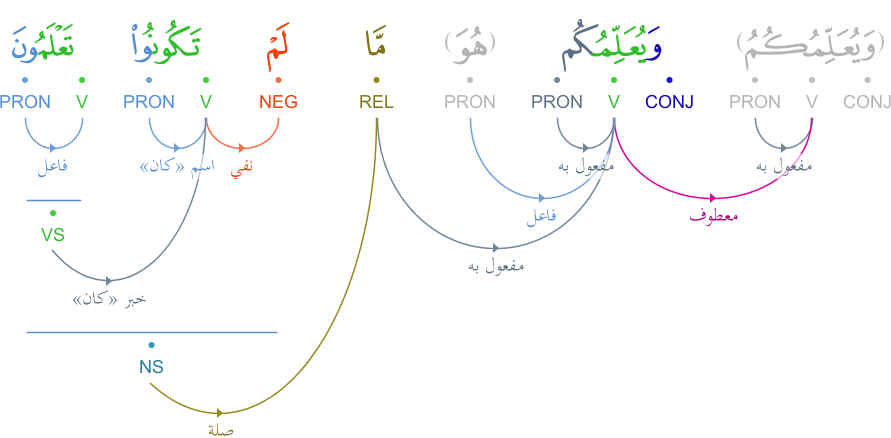 (وَيُعَلِّمُكُمُ) وَيُعَلِّمُكُم (هُوَ) مَّا لَمْ تَكُونُوا۟ تَعْلَمُونَ
PRON V PRON V NEG REL PRON PRON V CONJ PRON V CONJ
فاعل اسم «كان» نفي مفعول به مفعول به
فاعل معطوف
VS
مفعول به
خبر «كان»
NS
صلة